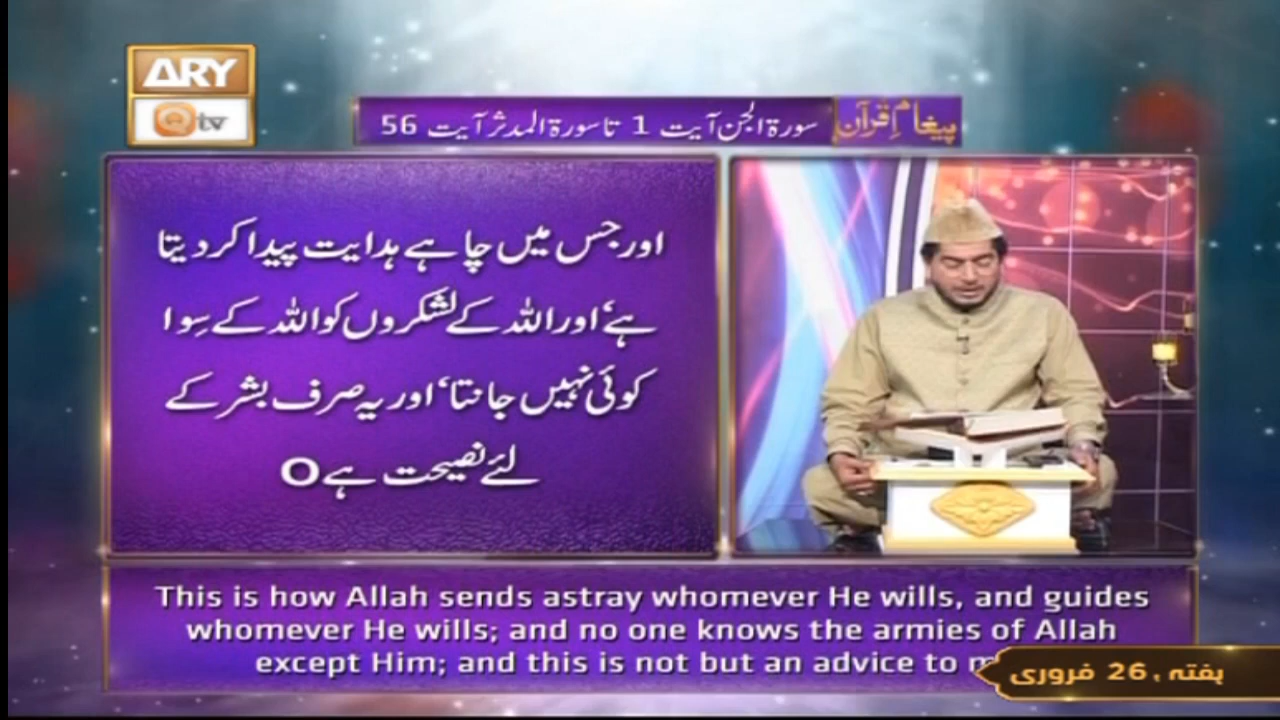 ARY
Qtv
پیغامِ قرآن
سورۃ الجن آیت 1 تا سورۃ المدثر آیت 56
اور جس میں چاہے ہدایت پیدا کر دیتا
ہے‘ اور اللہ کے لشکروں کو اللہ کے سِوا
کوئی نہیں جانتا‘ اور یہ صرف بشر کے
لئے نصیحت ہے O
This is how Allah sends astray whomever He wills, and guides
whomever He wills; and no one knows the armies of Allah
except Him; and this is not but an advice to m
ہفتہ , 26 فروری